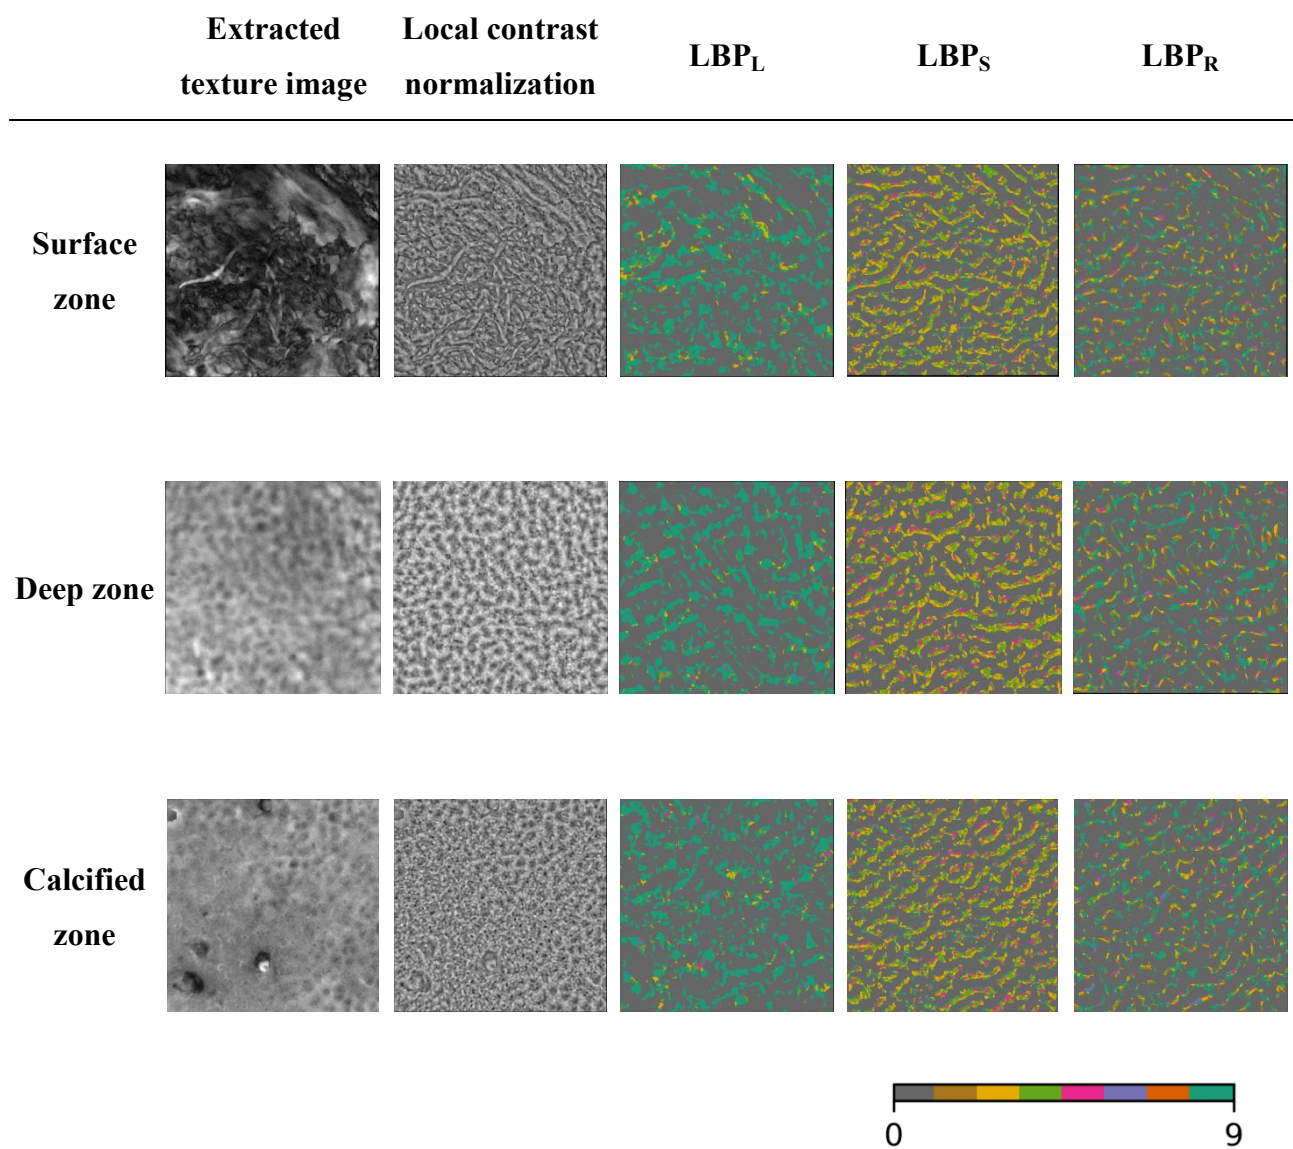 Extracted
texture image
Local contrast
normalization
LBPL
LBPS
LBPR
Surface
zone
Deep zone
Calcified
zone
0
9